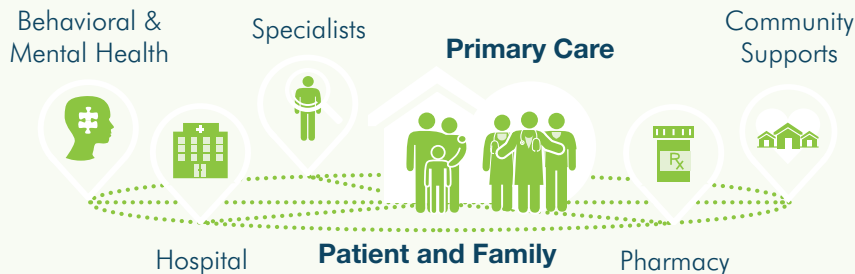 Behavioral &
Mental Health
Specialists
Primary Care
Community
Supports
Rx
Hospital
Patient and Family
Pharmacy